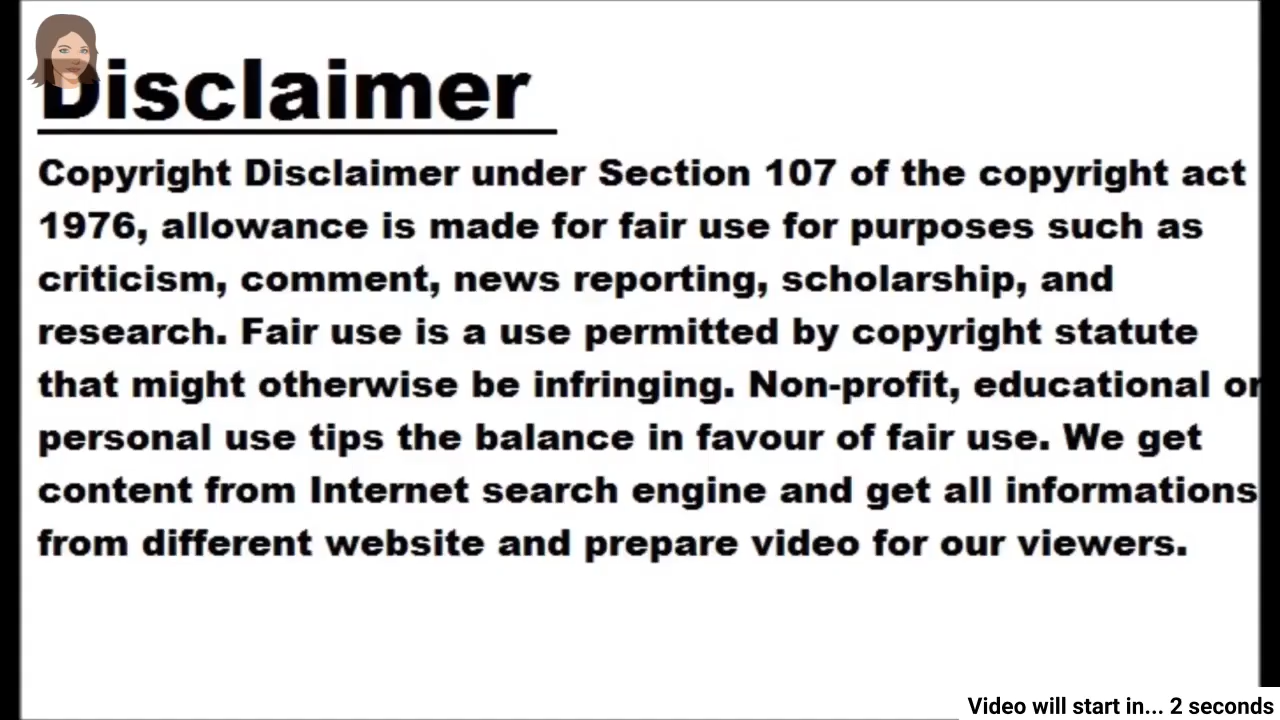 Disclaimer
Copyright Disclaimer under Section 107 of the copyright act
1976, allowance is made for fair use for purposes such as
criticism, comment, news reporting, scholarship, and
research. Fair use is a use permitted by copyright statute
that might otherwise be infringing. Non-profit, educational or
personal use tips the balance in favour of fair use. We get
content from Internet search engine and get all informations
from different website and prepare video for our viewers.
Video will start in... 2 seconds